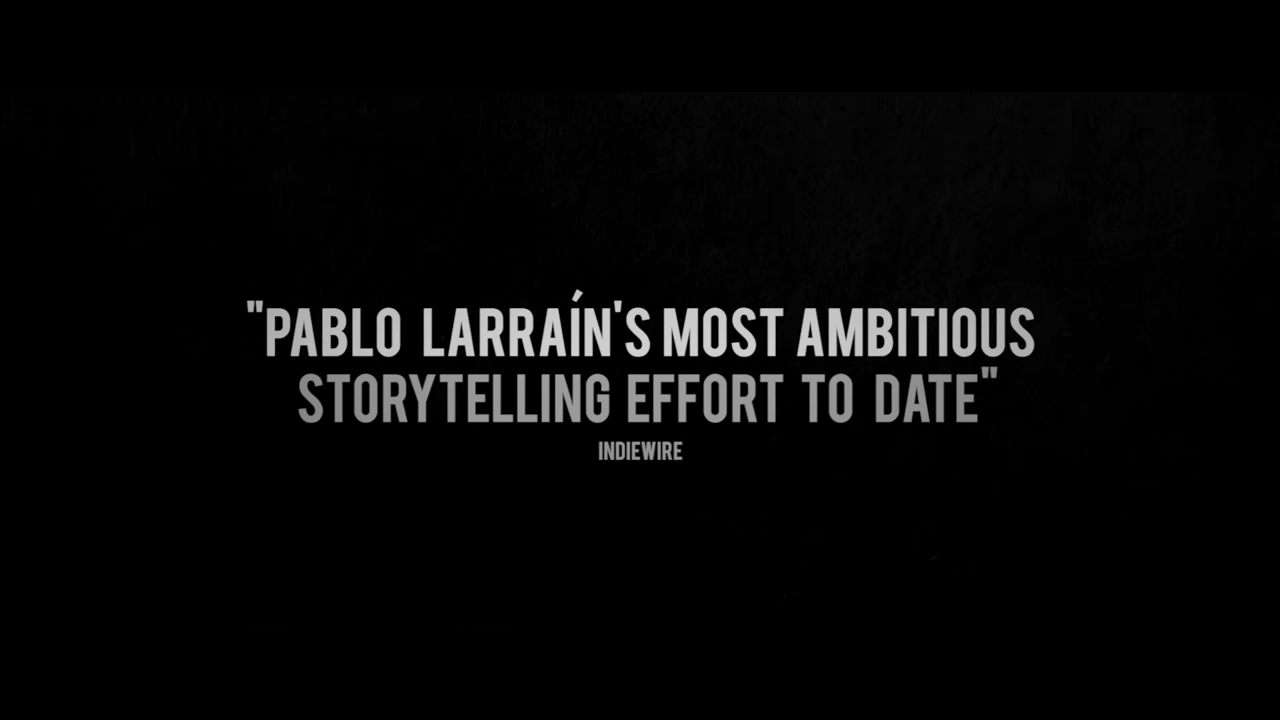 "PABLO LARRAÍN'S MOST AMBITIOUS
STORYTELLING EFFORT TO DATE"
INDIEWIRE